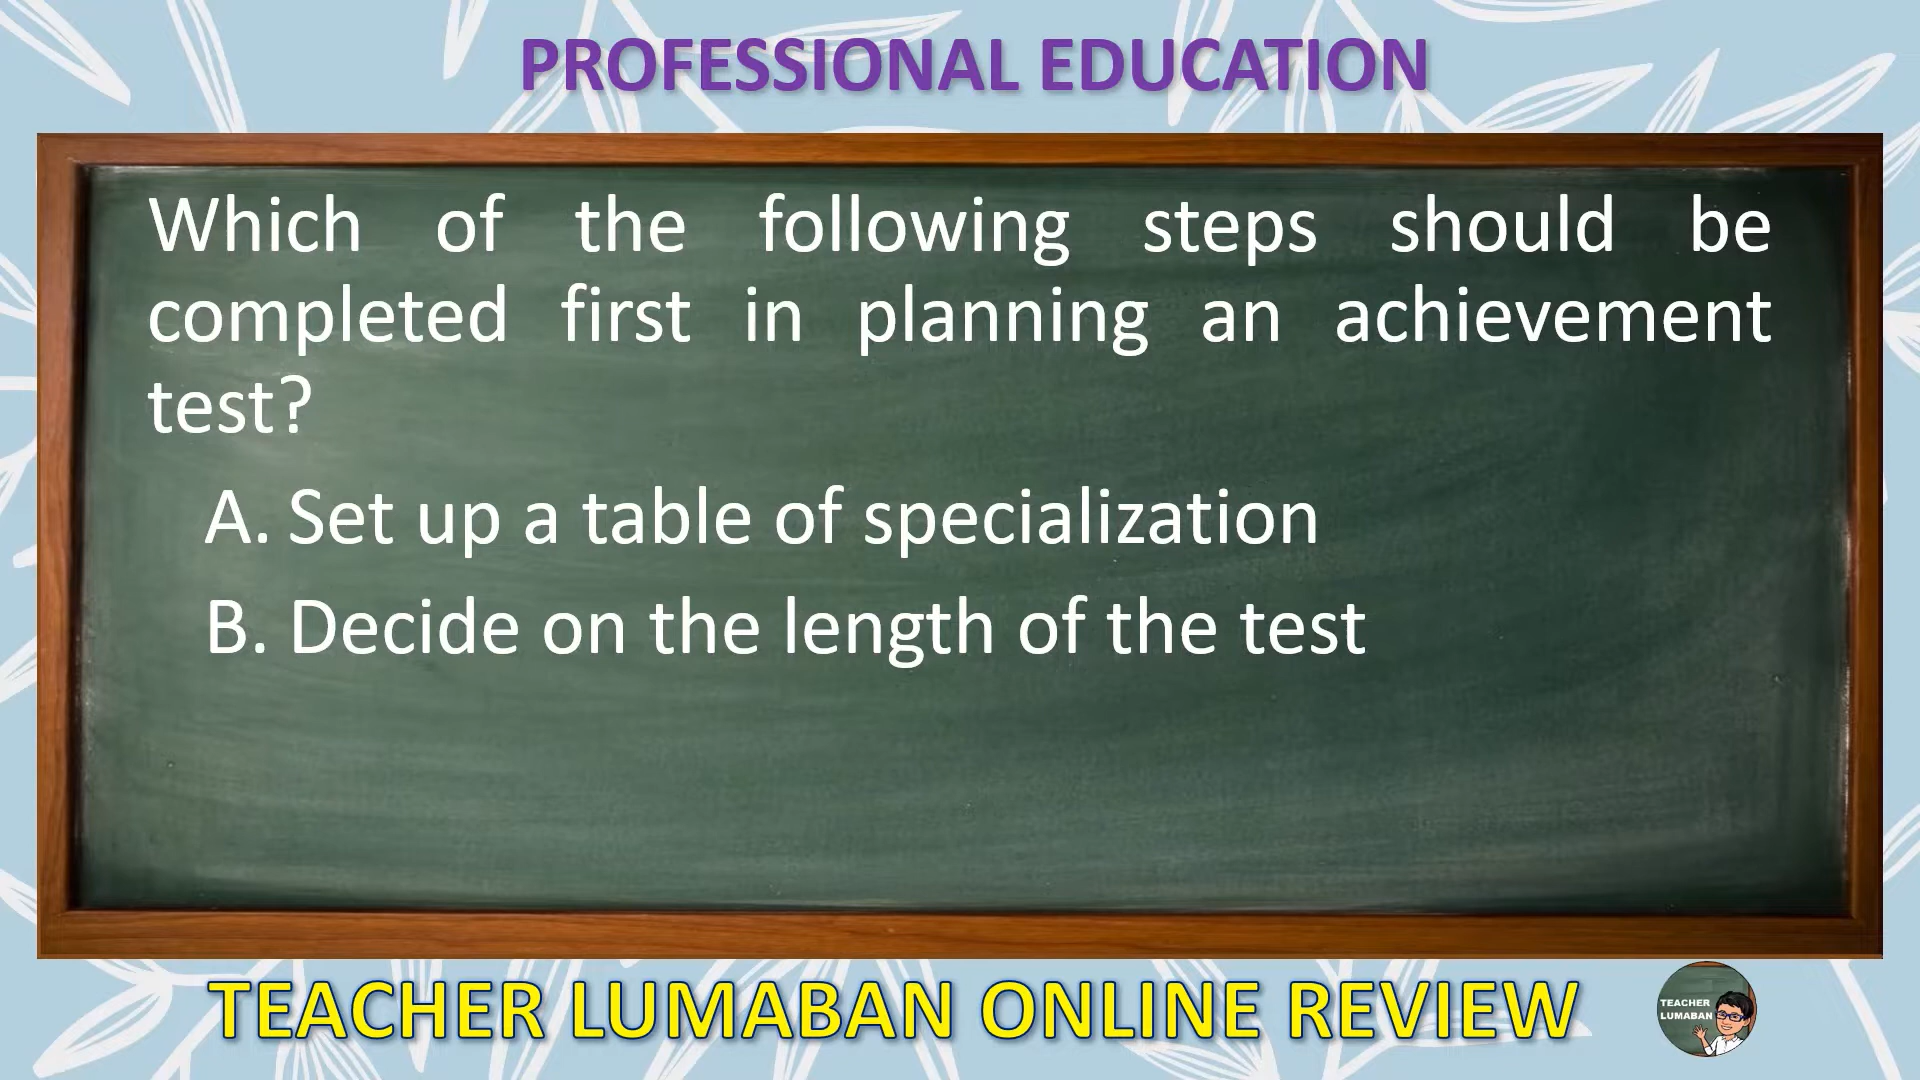 PROFESSIONAL EDUCATION
Which of the following steps should be
completed first in planning an achievement
test?
A. Set up a table of specialization
B. Decide on the length of the test
TEACHER LUMABAN ONLINE REVIEW
TEACHER
LUMABAN